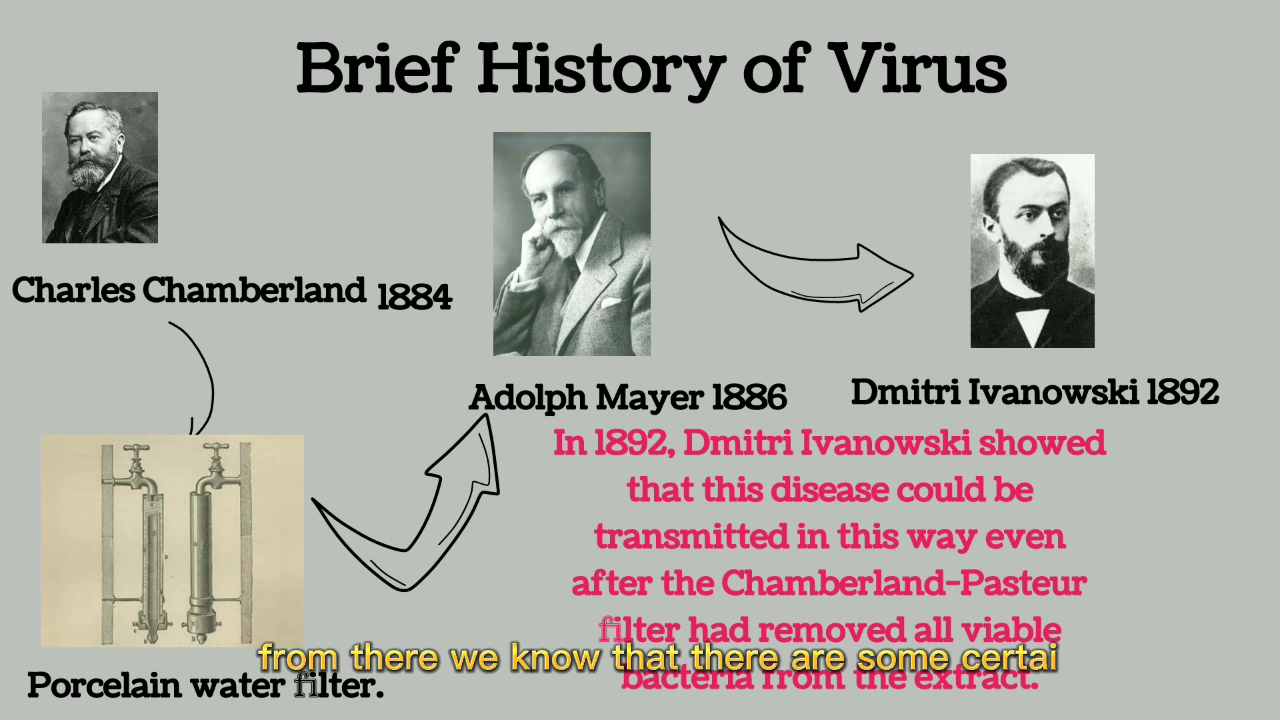 Brief History of Virus
Charles Chamberland 1884
Adolph Mayer 1886
Dmitri Ivanowski 1892
In 1892, Dmitri Ivanowski showed
that this disease could be
transmitted in this way even
after the Chamberland-Pasteur
filter had removed all viable
bacteria from the extract.
from there we know that there are some certai
Porcelain water filter.